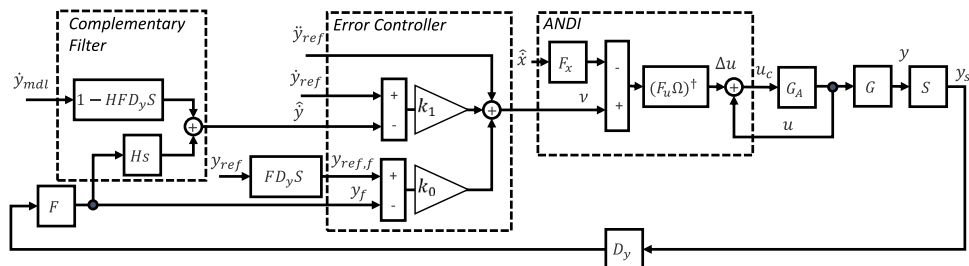 Complementary
Filter
Error Controller
ANDI
ẏ_mdl
1 − HFD_yS
Hs
+
ÿ_ref
ẏ_ref
ŷ̇
+
-
k_1
+
y_ref
FD_yS
y_ref,f
y_f
+
-
k_0
F
ν
x̂̇
F_x
-
+
(F_uΩ)†
Δu
+
u_c
G_A
u
G
y
S
y_s
D_y